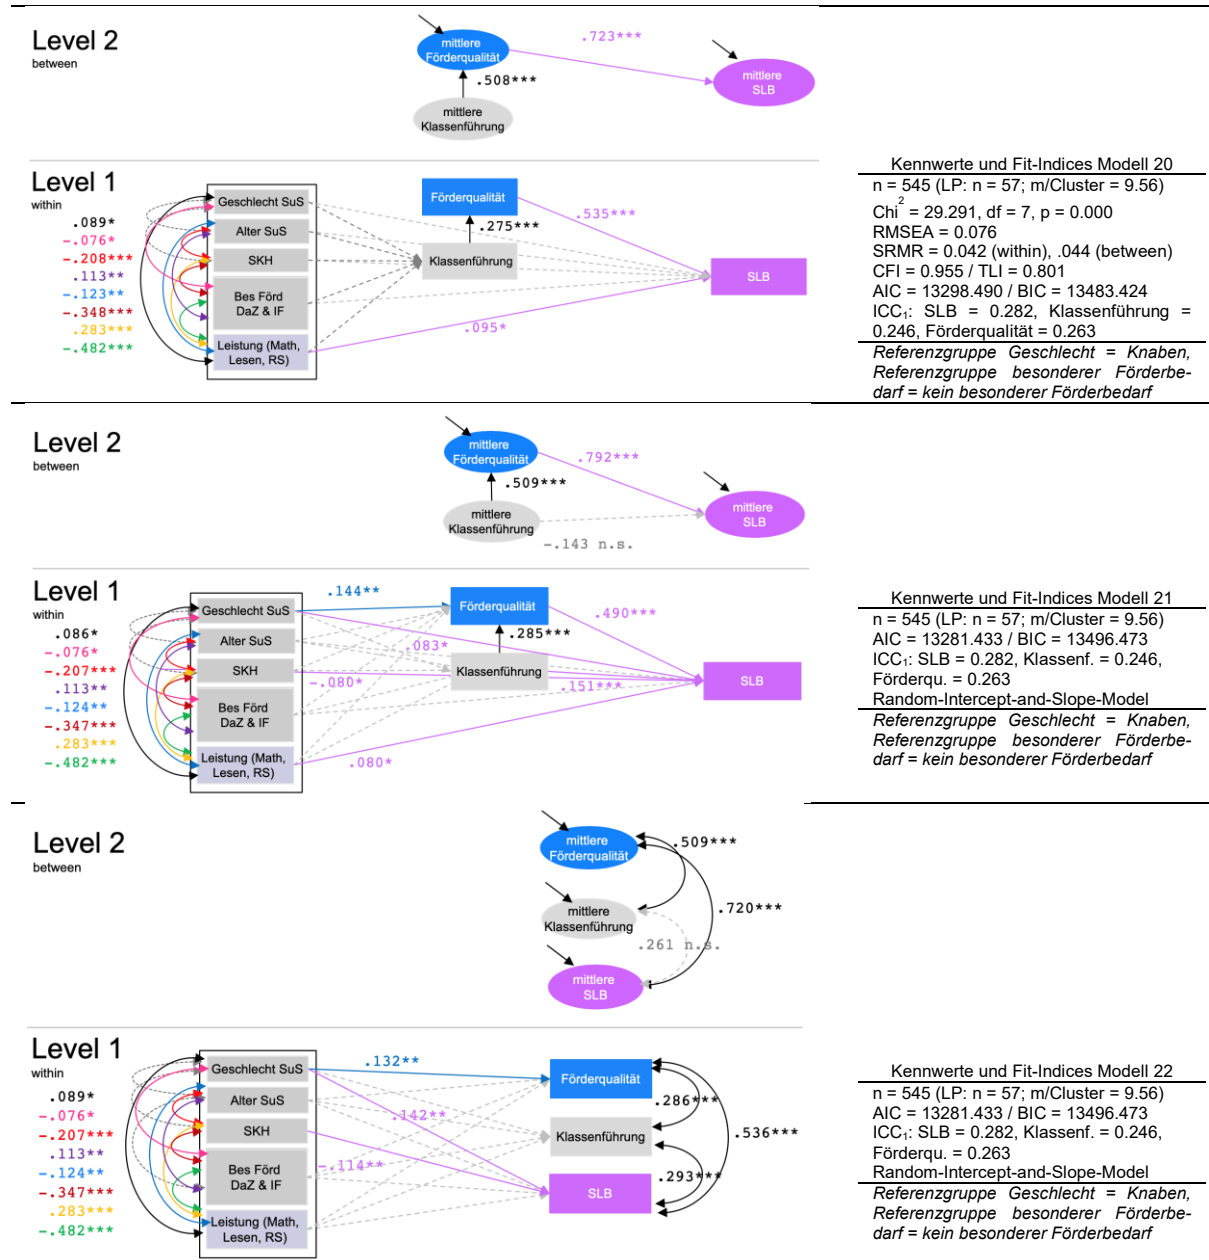 Level 2
between
mittlere
Förderqualität
.723***
mittlere
SLB
.508***
mittlere
Klassenführung
Level 1
within
.089*
-.076*
-.208***
.113**
-.123**
-.348***
.283***
-.482***
Geschlecht SuS
Alter SuS
SKH
Bes Förd
DaZ & IF
Leistung (Math,
Lesen, RS)
Förderqualität
.535***
.275***
Klassenführung
SLB
.095*
Kennwerte und Fit-Indices Modell 20
n = 545 (LP: n = 57; m/Cluster = 9.56)
Chi2 = 29.291, df = 7, p = 0.000
RMSEA = 0.076
SRMR = 0.042 (within), .044 (between)
CFI = 0.955 / TLI = 0.801
AIC = 13298.490 / BIC = 13483.424
ICC1: SLB = 0.282, Klassenführung =
0.246, Förderqualität = 0.263
Referenzgruppe Geschlecht = Knaben,
Referenzgruppe besonderer Förderbe-
darf = kein besonderer Förderbedarf
Level 2
between
mittlere
Förderqualität
.792***
.509***
mittlere
Klassenführung
mittlere
SLB
-.143 n.s.
Level 1
within
.086*
-.076*
-.207***
.113**
-.124**
-.347***
.283***
-.482***
Geschlecht SuS
Alter SuS
SKH
Bes Förd
DaZ & IF
Leistung (Math,
Lesen, RS)
.144**
Förderqualität
.490***
.285***
.083*
Klassenführung
-.080*
.151***
SLB
.080*
Kennwerte und Fit-Indices Modell 21
n = 545 (LP: n = 57; m/Cluster = 9.56)
AIC = 13281.433 / BIC = 13496.473
ICC1: SLB = 0.282, Klassenf. = 0.246,
Förderqu. = 0.263
Random-Intercept-and-Slope-Model
Referenzgruppe Geschlecht = Knaben,
Referenzgruppe besonderer Förderbe-
darf = kein besonderer Förderbedarf
Level 2
between
mittlere
Förderqualität
.509***
mittlere
Klassenführung
.720***
.261 n.s.
mittlere
SLB
Level 1
within
.089*
-.076*
-.207***
.113**
-.124**
-.347***
.283***
-.482***
Geschlecht SuS
Alter SuS
SKH
Bes Förd
DaZ & IF
Leistung (Math,
Lesen, RS)
.132**
Förderqualität
.286***
.142**
Klassenführung
.536***
-.114**
.293***
SLB
Kennwerte und Fit-Indices Modell 22
n = 545 (LP: n = 57; m/Cluster = 9.56)
AIC = 13281.433 / BIC = 13496.473
ICC1: SLB = 0.282, Klassenf. = 0.246,
Förderqu. = 0.263
Random-Intercept-and-Slope-Model
Referenzgruppe Geschlecht = Knaben,
Referenzgruppe besonderer Förderbe-
darf = kein besonderer Förderbedarf